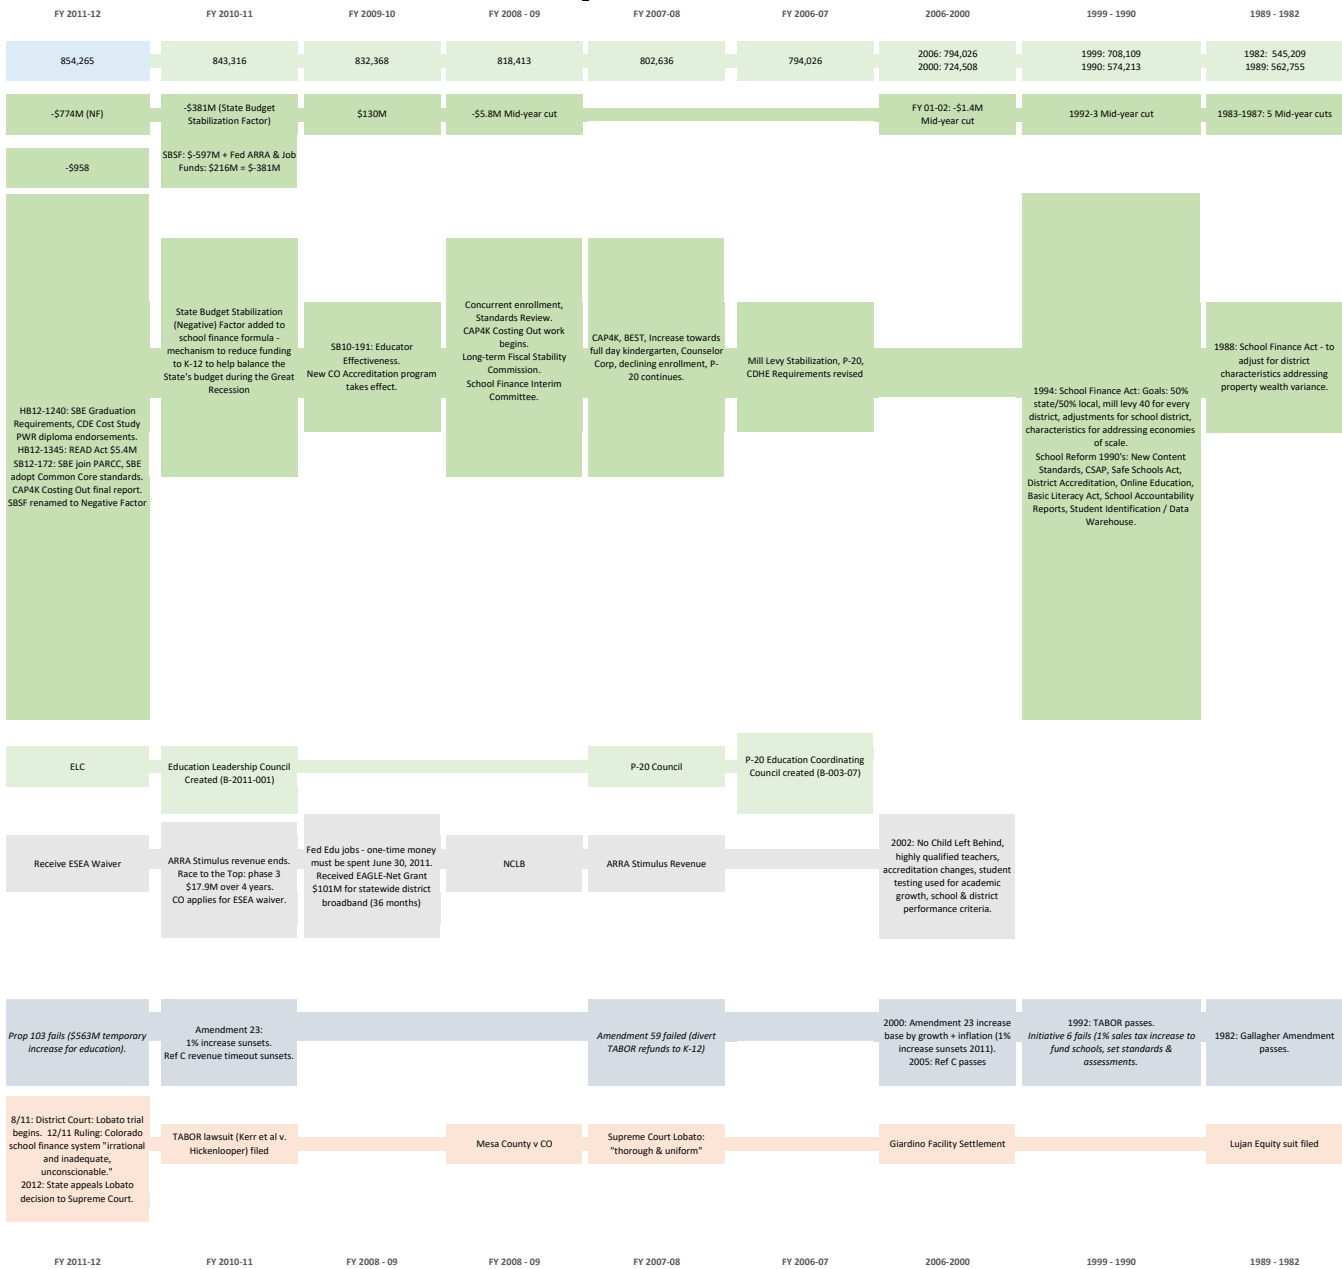 FY 2011-12
FY 2010-11
FY 2009-10
FY 2008 - 09
FY 2007-08
FY 2006-07
2006-2000
1999 - 1990
1989 - 1982
854,265
843,316
832,368
818,413
802,636
794,026
2006: 794,026
2000: 724,508
1999: 708,109
1990: 574,213
1982: 545,209
1989: 562,755
-$774M (NF)
-$381M (State Budget
Stabilization Factor)
$130M
-$5.8M Mid-year cut
FY 01-02: -$1.4M
Mid-year cut
1992-3 Mid-year cut
1983-1987: 5 Mid-year cuts
-$958
SBSF: $-597M + Fed ARRA & Job
Funds: $216M = $-381M
HB12-1240: SBE Graduation
Requirements, CDE Cost Study
PWR diploma endorsements.
HB12-1345: READ Act $5.4M
SB12-172: SBE join PARCC, SBE
adopt Common Core standards.
CAP4K Costing Out final report.
SBSF renamed to Negative Factor
State Budget Stabilization
(Negative) Factor added to
school finance formula -
mechanism to reduce funding
to K-12 to help balance the
State's budget during the Great
Recession
SB10-191: Educator
Effectiveness.
New CO Accreditation program
takes effect.
Concurrent enrollment,
Standards Review.
CAP4K Costing Out work
begins.
Long-term Fiscal Stability
Commission.
School Finance Interim
Committee.
CAP4K, BEST, Increase towards
full day kindergarten, Counselor
Corp, declining enrollment, P-
20 continues.
Mill Levy Stabilization, P-20,
CDHE Requirements revised
1994: School Finance Act: Goals: 50%
state/50% local, mill levy 40 for every
district, adjustments for school district,
characteristics for addressing economies
of scale.
School Reform 1990's: New Content
Standards, CSAP, Safe Schools Act,
District Accreditation, Online Education,
Basic Literacy Act, School Accountability
Reports, Student Identification / Data
Warehouse.
1988: School Finance Act - to
adjust for district
characteristics addressing
property wealth variance.
ELC
Education Leadership Council
Created (B-2011-001)
P-20 Council
P-20 Education Coordinating
Council created (B-003-07)
Receive ESEA Waiver
ARRA Stimulus revenue ends.
Race to the Top: phase 3
$17.9M over 4 years.
CO applies for ESEA waiver.
Fed Edu jobs - one-time money
must be spent June 30, 2011.
Received EAGLE-Net Grant
$101M for statewide district
broadband (36 months)
NCLB
ARRA Stimulus Revenue
2002: No Child Left Behind,
highly qualified teachers,
accreditation changes, student
testing used for academic
growth, school & district
performance criteria.
Prop 103 fails ($563M temporary
increase for education).
Amendment 23:
1% increase sunsets.
Ref C revenue timeout sunsets.
Amendment 59 failed (divert
TABOR refunds to K-12)
2000: Amendment 23 increase
base by growth + inflation (1%
increase sunsets 2011).
2005: Ref C passes
1992: TABOR passes.
Initiative 6 fails (1% sales tax increase to
fund schools, set standards &
assessments.
1982: Gallagher Amendment
passes.
8/11: District Court: Lobato trial
begins.  12/11 Ruling: Colorado
school finance system "irrational
and inadequate,
unconscionable."
2012: State appeals Lobato
decision to Supreme Court.
TABOR lawsuit (Kerr et al v.
Hickenlooper) filed
Mesa County v CO
Supreme Court Lobato:
"thorough & uniform"
Giardino Facility Settlement
Lujan Equity suit filed
FY 2011-12
FY 2010-11
FY 2008 - 09
FY 2008 - 09
FY 2007-08
FY 2006-07
2006-2000
1999 - 1990
1989 - 1982